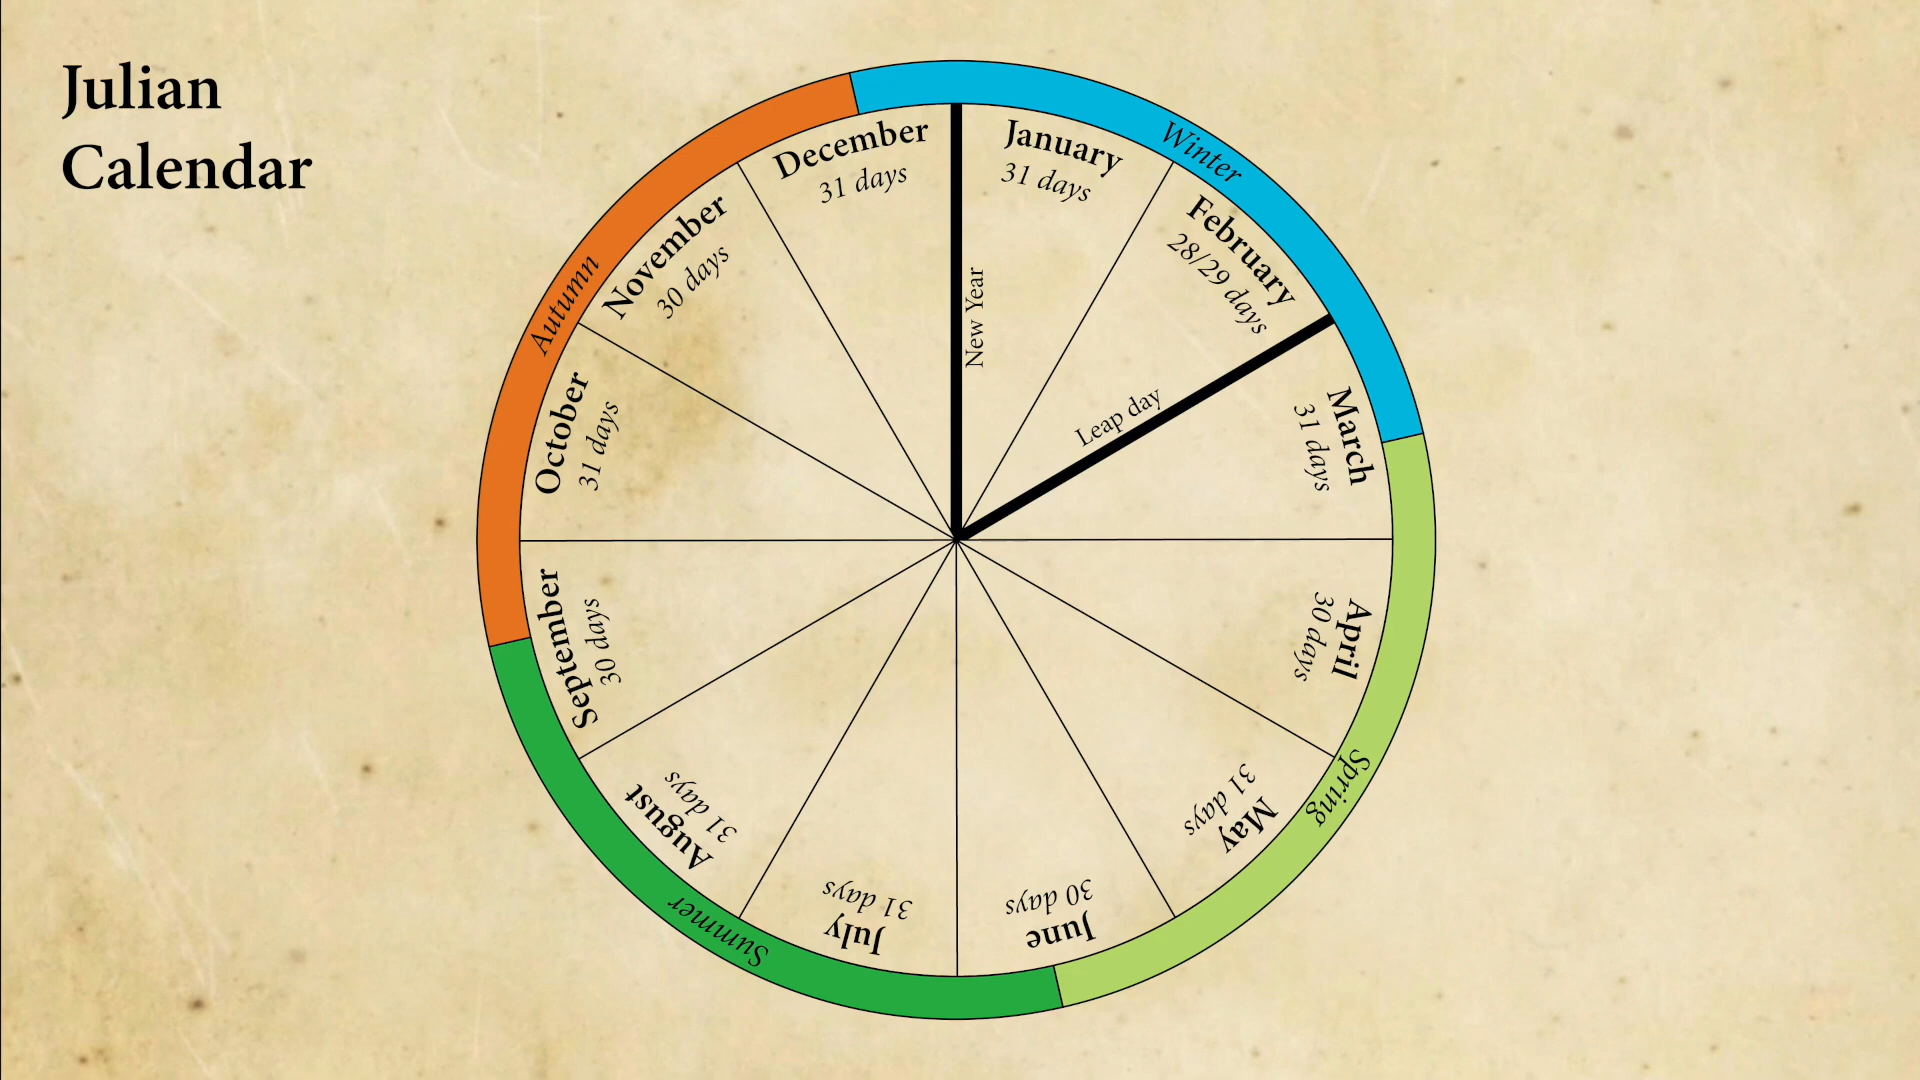 Julian
Calendar
January
31 days
February
28/29 days
March
31 days
April
30 days
May
31 days
June
30 days
July
31 days
August
31 days
September
30 days
October
31 days
November
30 days
December
31 days
New Year
Leap day
Winter
Spring
Summer
Autumn